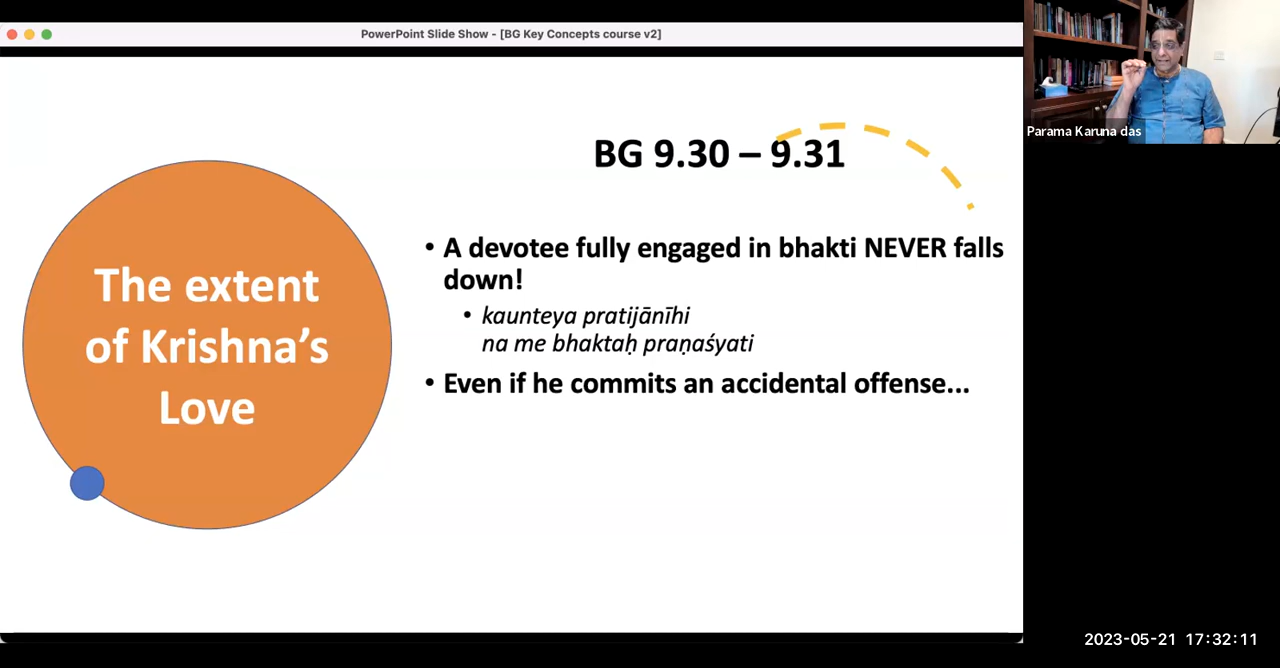 PowerPoint Slide Show - [BG Key Concepts course v2]
Parama Karuna das
BG 9.30 – 9.31
The extent
of Krishna’s
Love
• A devotee fully engaged in bhakti NEVER falls
down!
• kaunteya pratijānīhi
na me bhaktaḥ praṇaśyati
• Even if he commits an accidental offense...
2023-05-21 17:32:11